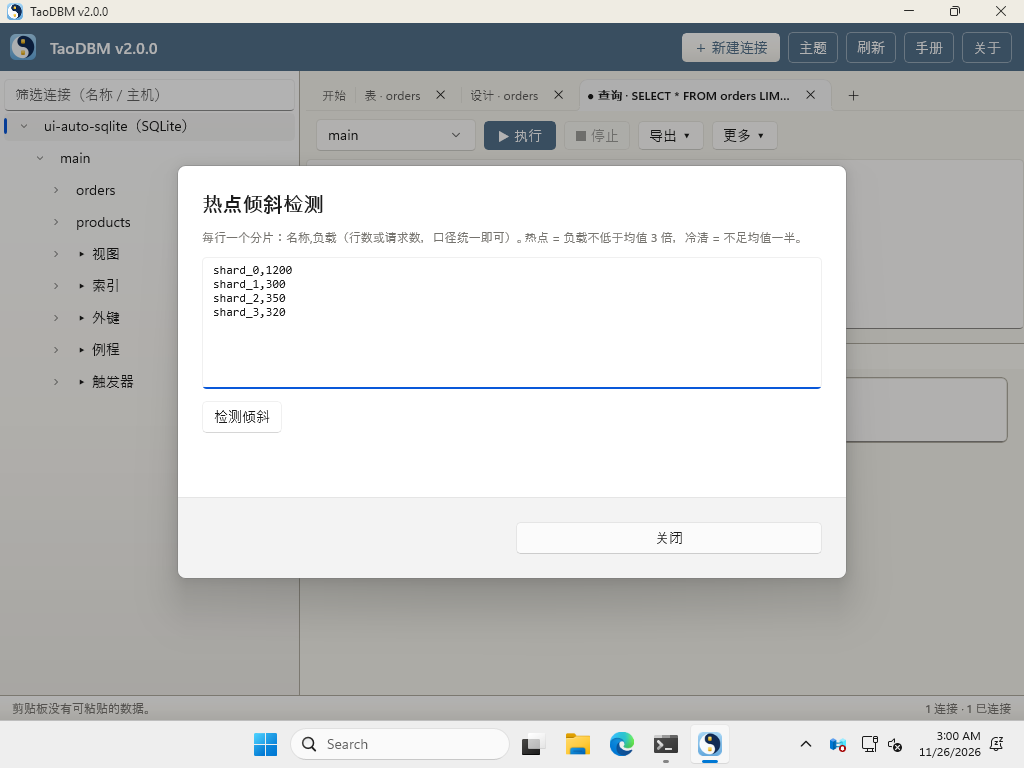 TaoDBM v2.0.0
TaoDBM v2.0.0
+ 新建连接
主题
刷新
手册
关于
筛选连接（名称 / 主机）
开始
表 · orders
设计 · orders
● 查询 · SELECT * FROM orders LIM...
ui-auto-sqlite（SQLite）
main
▶ 执行
停止
导出
更多
main
orders
products
视图
索引
外键
例程
触发器
热点倾斜检测
每行一个分片：名称,负载（行数或请求数，口径统一即可）。热点 = 负载不低于均值 3 倍，冷清 = 不足均值一半。
shard_0,1200
shard_1,300
shard_2,350
shard_3,320
检测倾斜
关闭
剪贴板没有可粘贴的数据。
1 连接 · 1 已连接
Search
3:00 AM
11/26/2026